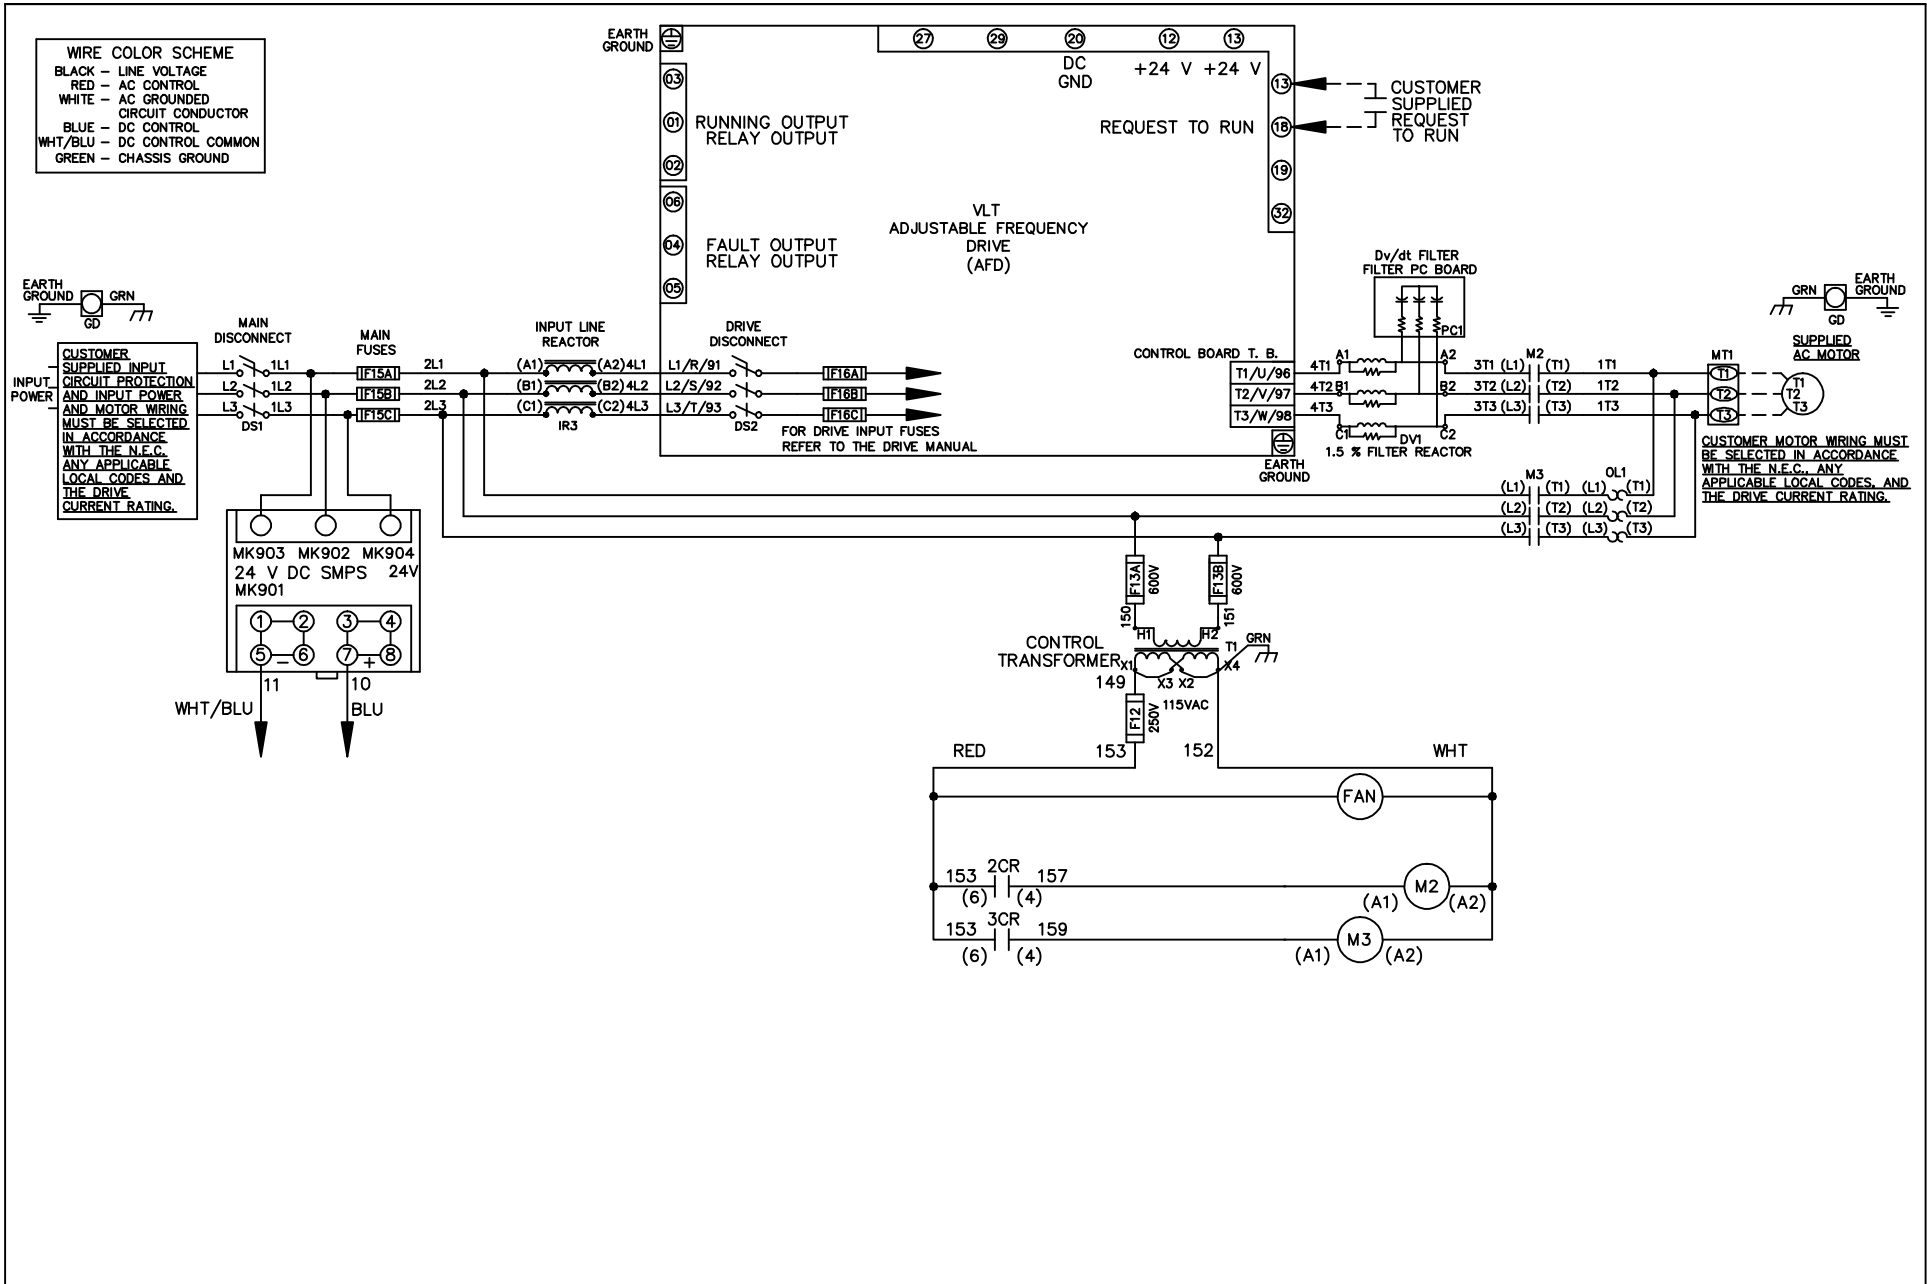 WIRE COLOR SCHEME
BLACK – LINE VOLTAGE
RED – AC CONTROL
WHITE – AC GROUNDED
CIRCUIT CONDUCTOR
BLUE – DC CONTROL
WHT/BLU – DC CONTROL COMMON
GREEN – CHASSIS GROUND
EARTH
GROUND
03
01
02
RUNNING OUTPUT
RELAY OUTPUT
06
04
05
FAULT OUTPUT
RELAY OUTPUT
27
29
20
12
13
DC
GND
+24 V
+24 V
13
18
19
32
REQUEST TO RUN
CUSTOMER
SUPPLIED
REQUEST
TO RUN
VLT
ADJUSTABLE FREQUENCY
DRIVE
(AFD)
Dv/dt FILTER
FILTER PC BOARD
PC1
EARTH
GROUND
GRN
GD
GRN
EARTH
GROUND
GD
INPUT
POWER
CUSTOMER
SUPPLIED INPUT
CIRCUIT PROTECTION
AND INPUT POWER
AND MOTOR WIRING
MUST BE SELECTED
IN ACCORDANCE
WITH THE N.E.C.
ANY APPLICABLE
LOCAL CODES AND
THE DRIVE
CURRENT RATING.
MAIN
DISCONNECT
L1 1L1
L2 1L2
L3 1L3
DS1
MAIN
FUSES
F15A
F15B
F15C
2L1
2L2
2L3
INPUT LINE
REACTOR
(A1) (A2) 4L1
(B1) (B2) 4L2
(C1) (C2) 4L3
IR3
DRIVE
DISCONNECT
L1/R/91
L2/S/92
L3/T/93
DS2
F16A
F16B
F16C
FOR DRIVE INPUT FUSES
REFER TO THE DRIVE MANUAL
CONTROL BOARD T. B.
T1/U/96
T2/V/97
T3/W/98
EARTH
GROUND
4T1 A1 A2
4T2 B1 B2
4T3 C1 C2
DV1
1.5 % FILTER REACTOR
M2
3T1 (L1) (T1) 1T1
3T2 (L2) (T2) 1T2
3T3 (L3) (T3) 1T3
MT1
T1
T2
T3
SUPPLIED
AC MOTOR
T1
T2
T3
CUSTOMER MOTOR WIRING MUST
BE SELECTED IN ACCORDANCE
WITH THE N.E.C., ANY
APPLICABLE LOCAL CODES, AND
THE DRIVE CURRENT RATING.
M3 OL1
(L1) (T1) (L1) (T1)
(L2) (T2) (L2) (T2)
(L3) (T3) (L3) (T3)
MK903 MK902 MK904
24 V DC SMPS 24V
MK901
1 2 3 4
5 – 6 7 + 8
11 10
WHT/BLU BLU
F13A
600V
F13B
600V
150
151
H1 H2
CONTROL
TRANSFORMER
T1
GRN
X1 X3 X2 X4
149
115VAC
F12
250V
RED 153 152 WHT
FAN
2CR
153 157
(6) (4)
M2
(A1) (A2)
3CR
153 159
(6) (4)
M3
(A1) (A2)